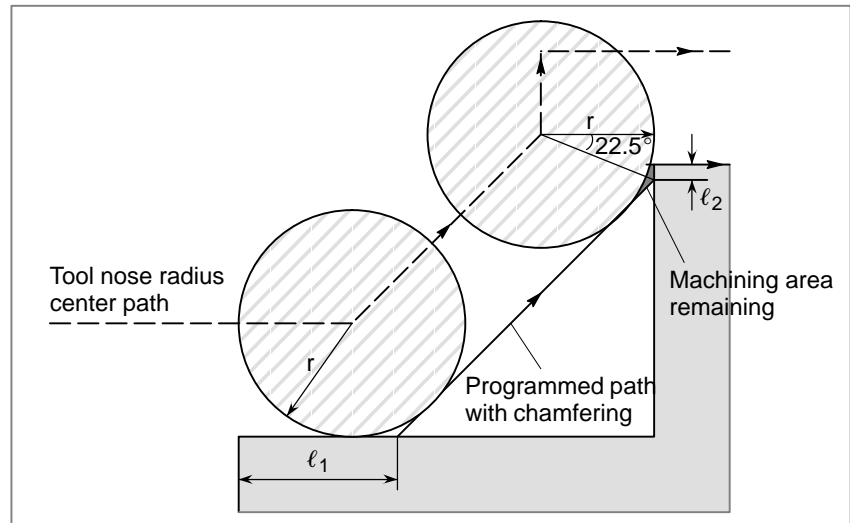 r
22.5°
ℓ2
Tool nose radius
center path
Machining area
remaining
r
Programmed path
with chamfering
ℓ1